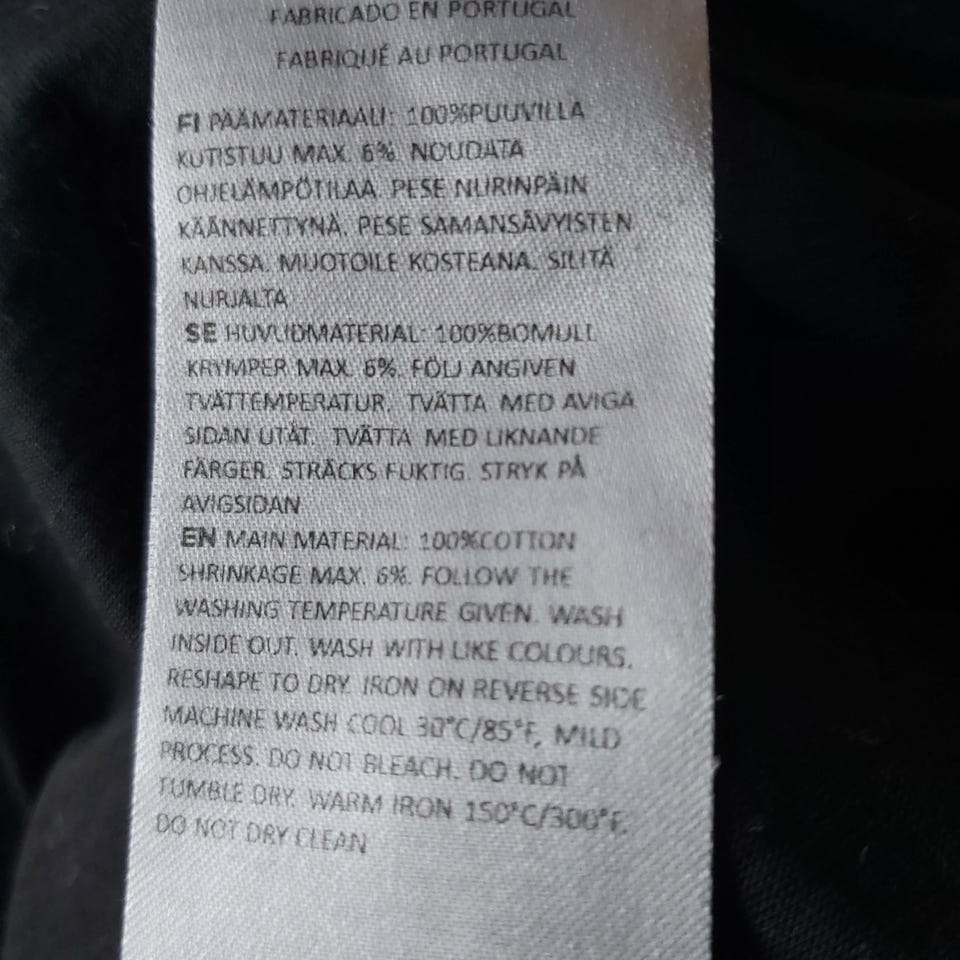 FABRICADO EN PORTUGAL
FABRIQUÉ AU PORTUGAL
FI PÄÄMATERIAALI: 100%PUUVILLA
KUTISTUU MAX. 6%. NOUDATA
OHJELÄMPÖTILAA. PESE NURINPÄIN
KÄÄNNETTYNÄ. PESE SAMANSÄVYISTEN
KANSSA. MUOTOILE KOSTEANA. SILITÄ
NURJALTA
SE HUVUDMATERIAL: 100%BOMULL
KRYMPER MAX. 6%. FÖLJ ANGIVEN
TVÄTTEMPERATUR. TVÄTTA MED AVIGA
SIDAN UTÅT. TVÄTTA MED LIKNANDE
FÄRGER. STRÄCKS FUKTIG. STRYK PÅ
AVIGSIDAN
EN MAIN MATERIAL: 100%COTTON
SHRINKAGE MAX. 6%. FOLLOW THE
WASHING TEMPERATURE GIVEN. WASH
INSIDE OUT. WASH WITH LIKE COLOURS.
RESHAPE TO DRY. IRON ON REVERSE SIDE
MACHINE WASH COOL 30°C/85°F, MILD
PROCESS. DO NOT BLEACH. DO NOT
TUMBLE DRY. WARM IRON 150°C/300°F.
DO NOT DRY CLEAN